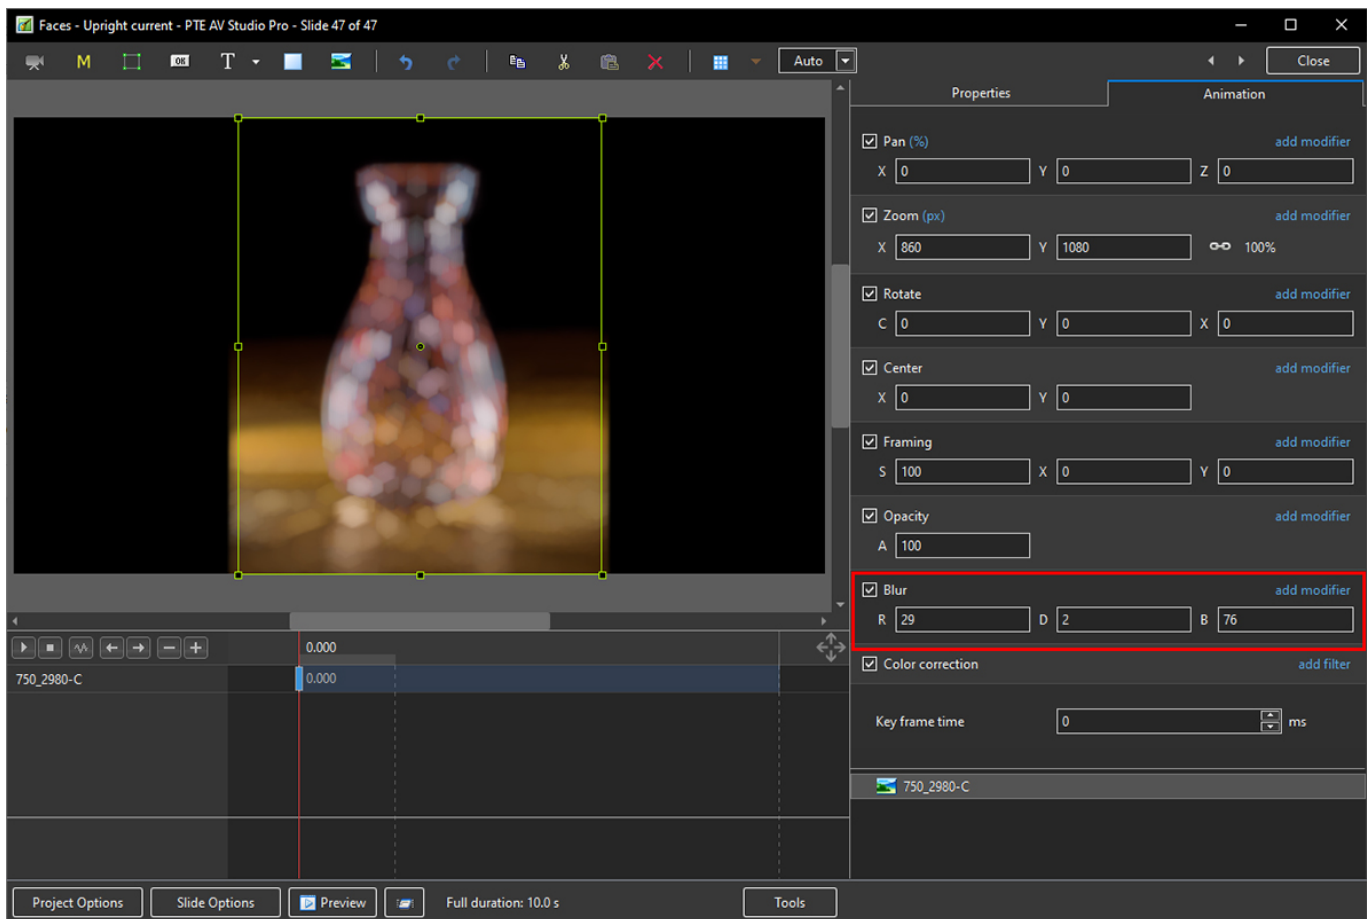 Faces - Upright current - PTE AV Studio Pro - Slide 47 of 47
M OK T Auto Close
Properties Animation
Pan (%) add modifier
X 0 Y 0 Z 0
Zoom (px) add modifier
X 860 Y 1080 100%
Rotate add modifier
C 0 Y 0 X 0
Center add modifier
X 0 Y 0
Framing add modifier
S 100 X 0 Y 0
Opacity add modifier
A 100
Blur add modifier
R 29 D 2 B 76
Color correction add filter
Key frame time 0 ms
750_2980-C
0.000
750_2980-C 0.000
Project Options Slide Options Preview Full duration: 10.0 s Tools